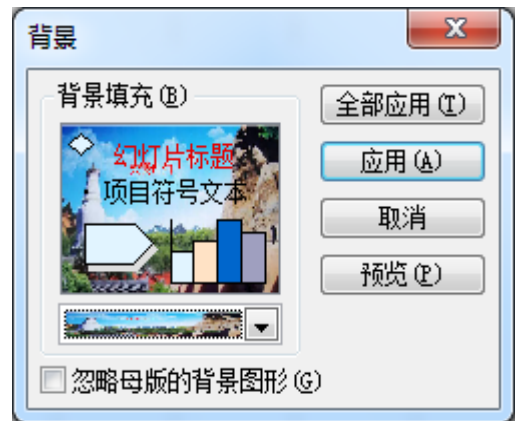 背景
背景填充(B)
幻灯片标题
项目符号文本
忽略母版的背景图形(G)
全部应用(T)
应用(A)
取消
预览(P)